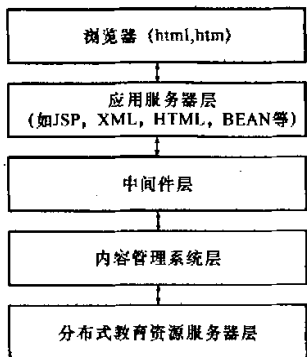 浏览器（html,htm）
应用服务器层
（如JSP，XML，HTML，BEAN等）
中间件层
内容管理系统层
分布式教育资源服务器层